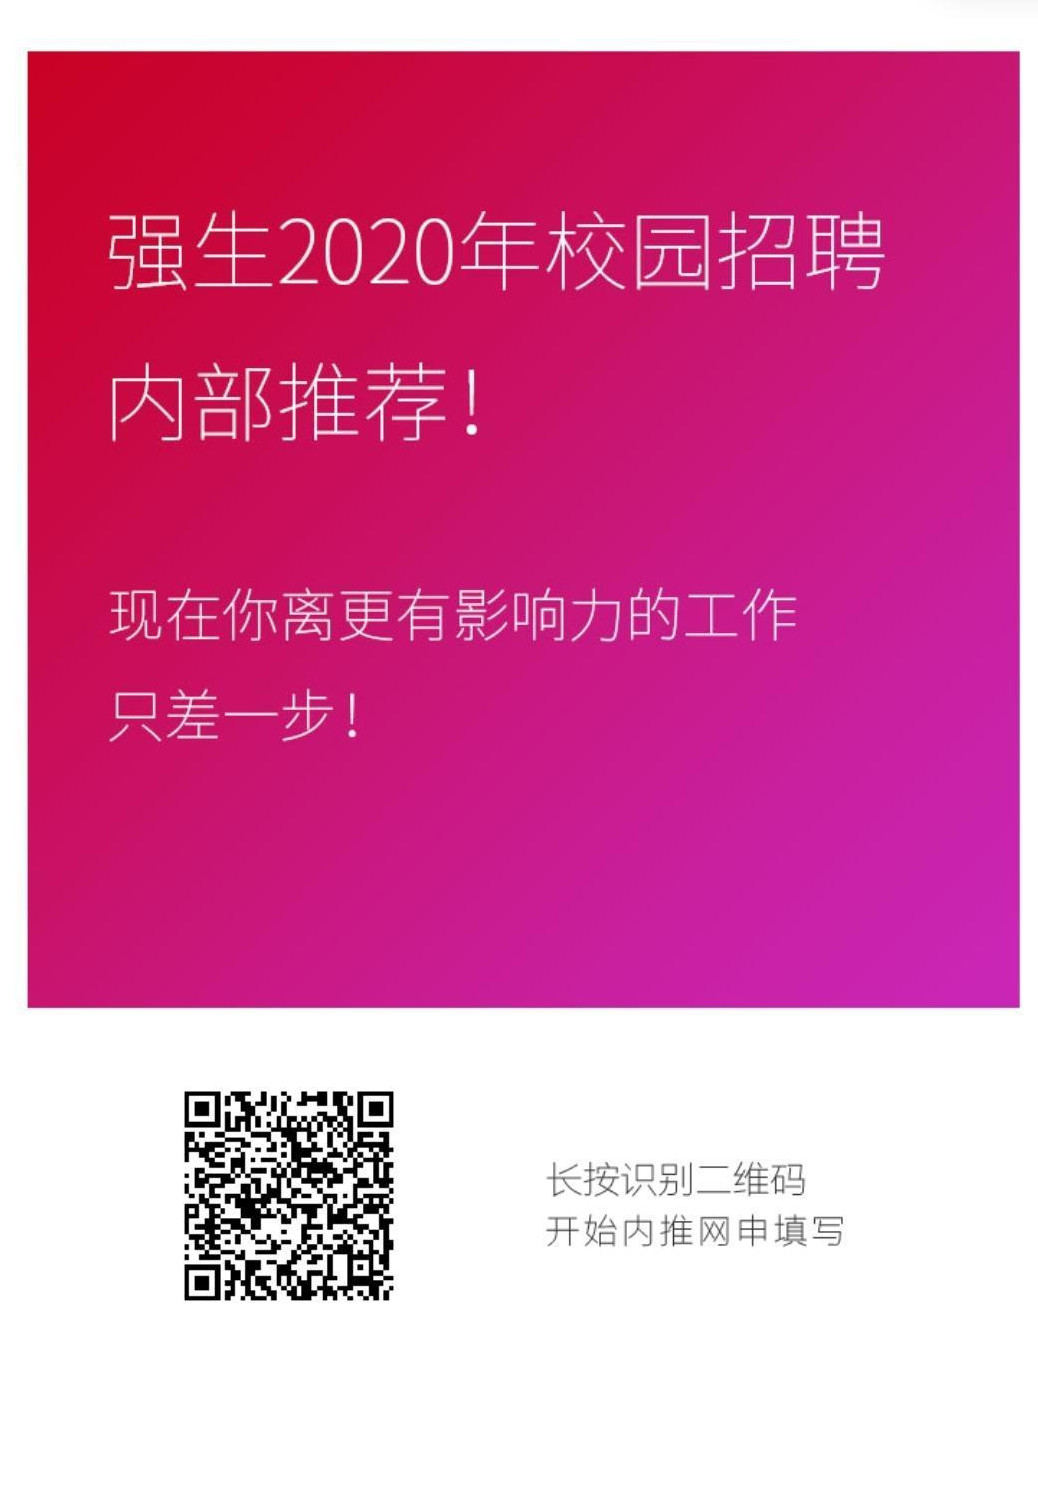 强生2020年校园招聘
内部推荐！
现在你离更有影响力的工作
只差一步！
长按识别二维码
开始内推网申填写